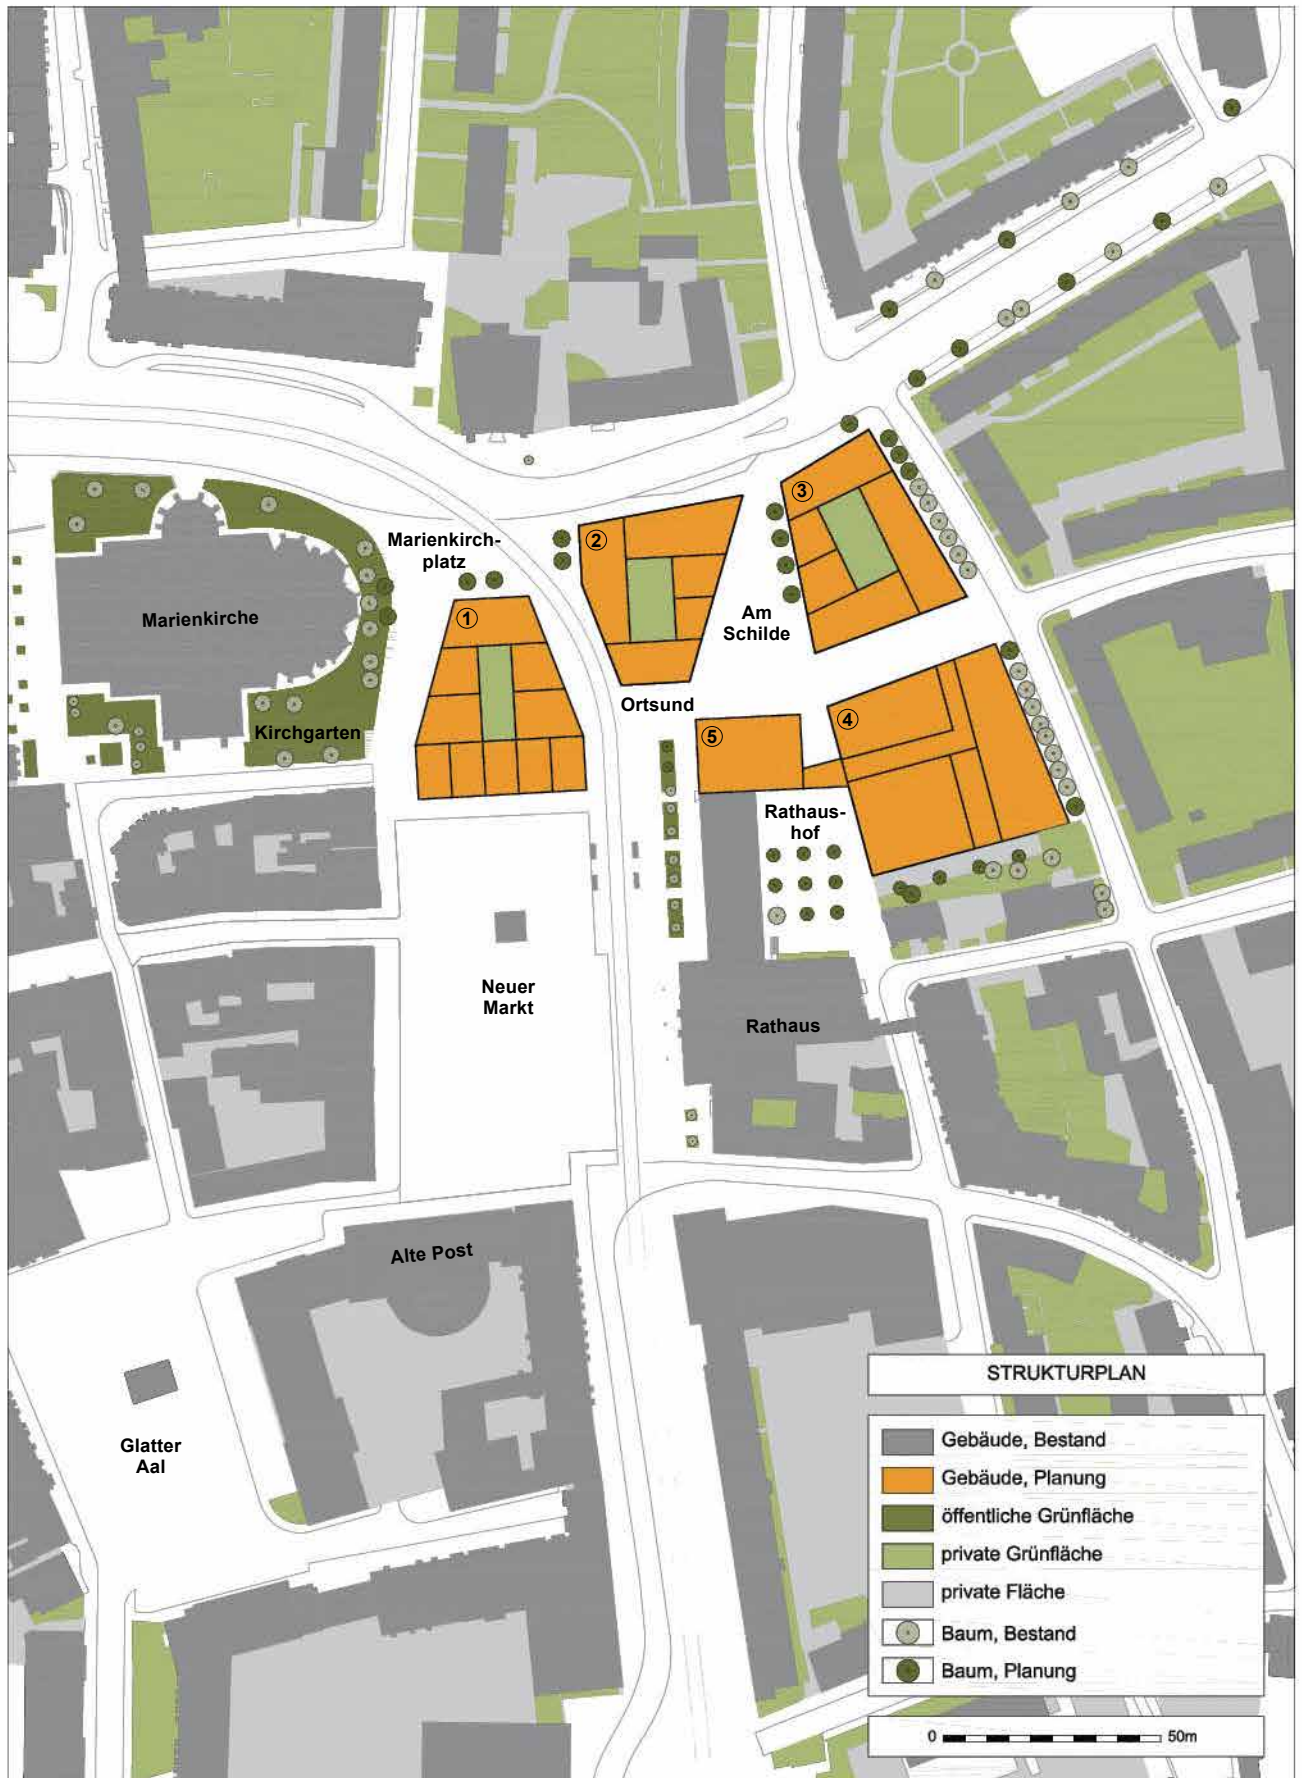 ③
②
Marienkirch-
platz
①
Am
Schilde
Marienkirche
Ortsund
④
Kirchgarten
⑤
Rathaus-
hof
Neuer
Markt
Rathaus
Alte Post
Glatter
Aal
STRUKTURPLAN
Gebäude, Bestand
Gebäude, Planung
öffentliche Grünfläche
private Grünfläche
private Fläche
Baum, Bestand
Baum, Planung
0 50m